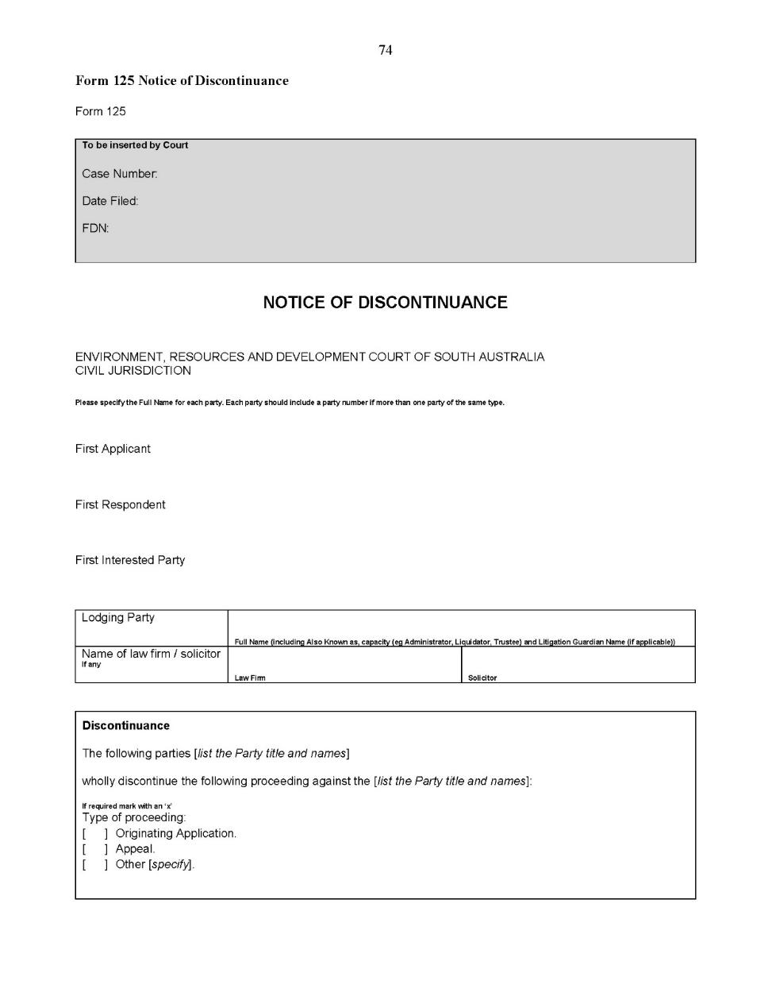 74
Form 125 Notice of Discontinuance
Form 125
To be inserted by Court
Case Number:
Date Filed:
FDN:
NOTICE OF DISCONTINUANCE
ENVIRONMENT, RESOURCES AND DEVELOPMENT COURT OF SOUTH AUSTRALIA
CIVIL JURISDICTION
Please specify the Full Name for each party. Each party should include a party number if more than one party of the same type.
First Applicant
First Respondent
First Interested Party
Lodging Party
Full Name (including Also Known as, capacity (eg Administrator, Liquidator, Trustee) and Litigation Guardian Name (if applicable))
Name of law firm / solicitor
If any
Law Firm
Solicitor
Discontinuance
The following parties [list the Party title and names]
wholly discontinue the following proceeding against the [list the Party title and names]:
If required mark with an ‘x’
Type of proceeding:
[ ] Originating Application.
[ ] Appeal.
[ ] Other [specify].